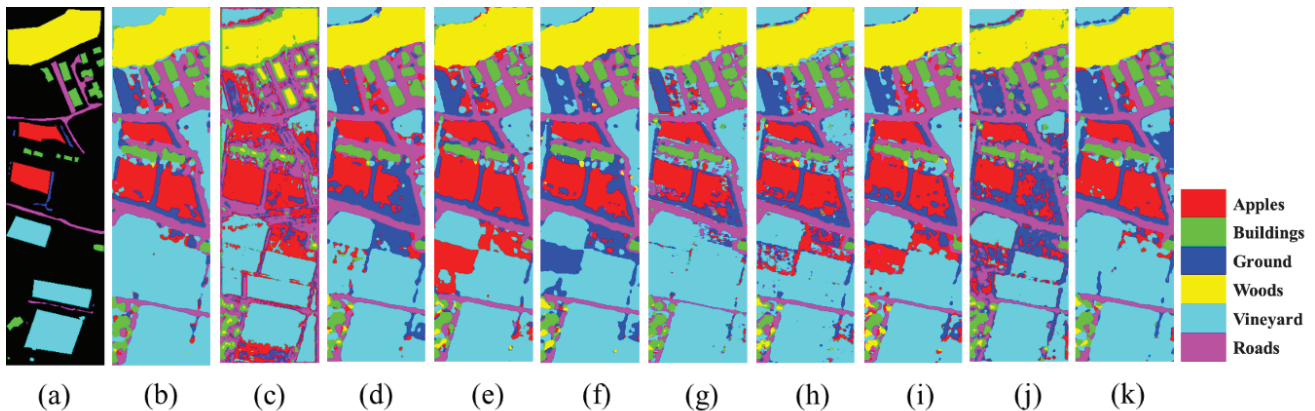 Apples
Buildings
Ground
Woods
Vineyard
Roads
(a) (b) (c) (d) (e) (f) (g) (h) (i) (j) (k)